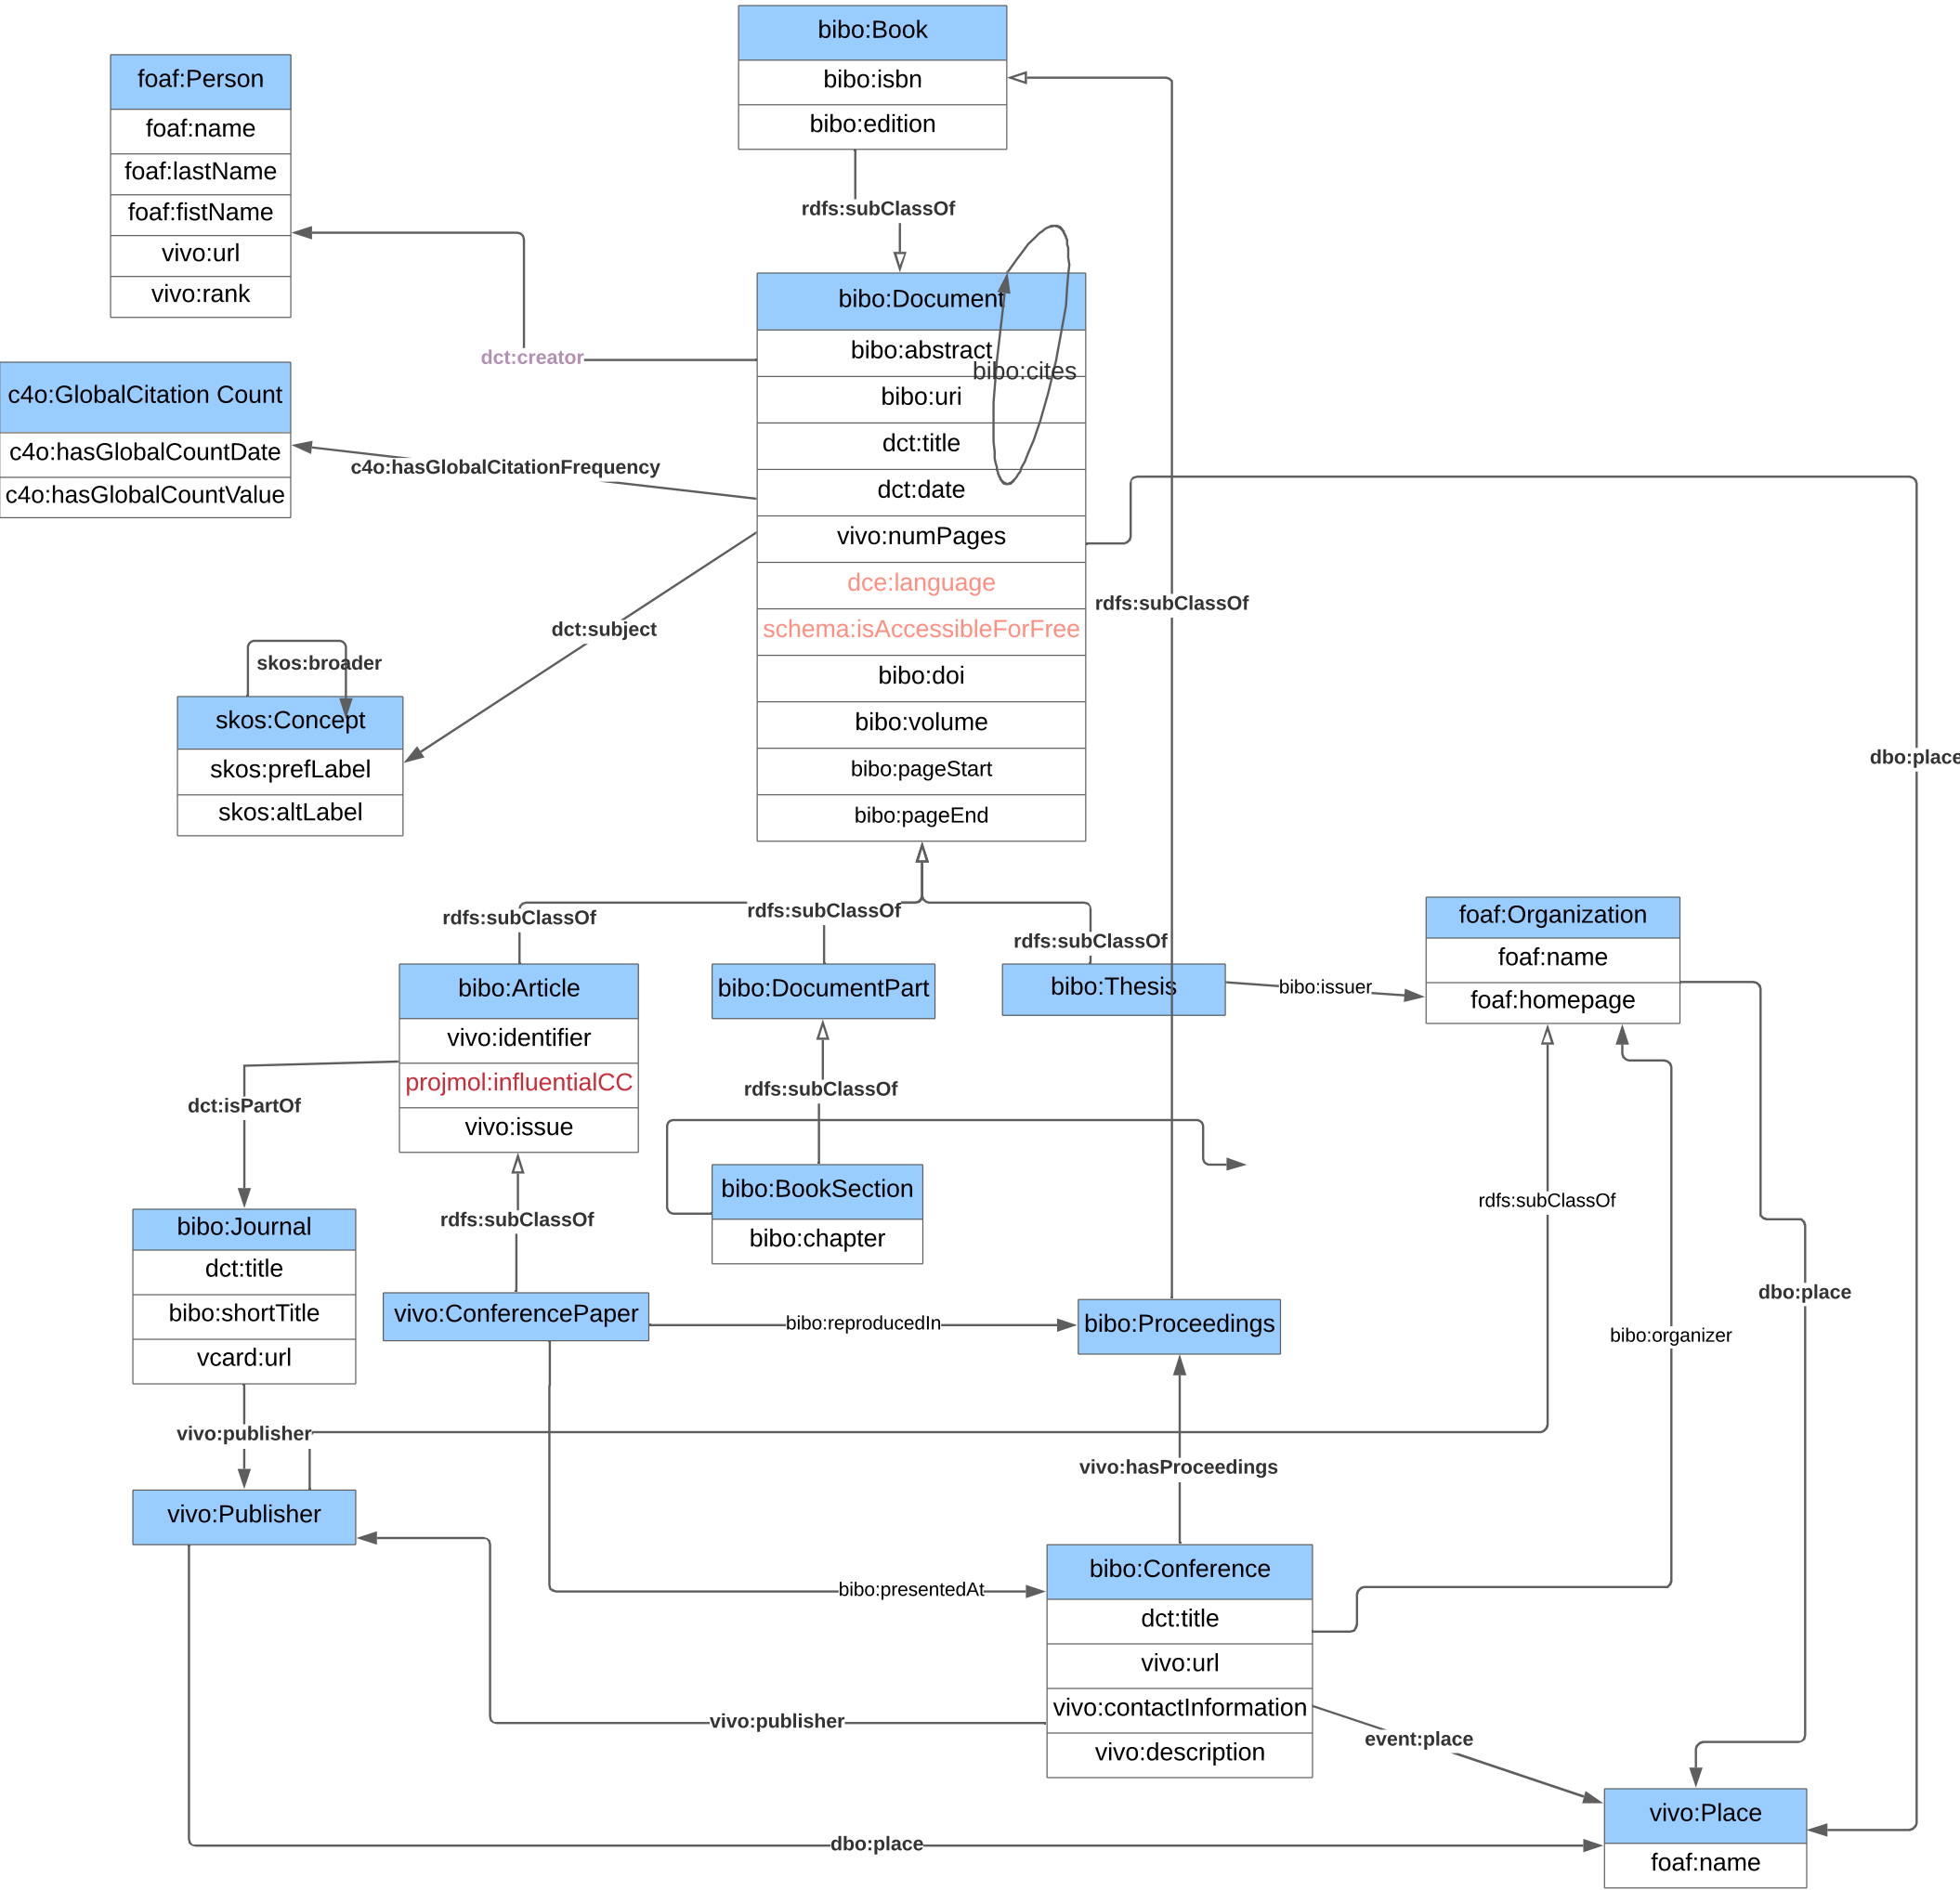 bibo:Book
bibo:isbn
bibo:edition
foaf:Person
foaf:name
foaf:lastName
foaf:fistName
vivo:url
vivo:rank
rdfs:subClassOf
bibo:Document
bibo:abstract
bibo:cites
bibo:uri
dct:title
dct:date
vivo:numPages
dce:language
schema:isAccessibleForFree
bibo:doi
bibo:volume
bibo:pageStart
bibo:pageEnd
dct:creator
c4o:GlobalCitation Count
c4o:hasGlobalCountDate
c4o:hasGlobalCountValue
c4o:hasGlobalCitationFrequency
dct:subject
rdfs:subClassOf
skos:broader
skos:Concept
skos:prefLabel
skos:altLabel
dbo:place
rdfs:subClassOf
rdfs:subClassOf
rdfs:subClassOf
foaf:Organization
foaf:name
foaf:homepage
bibo:Article
vivo:identifier
projmol:influentialCC
vivo:issue
bibo:DocumentPart
bibo:Thesis
bibo:issuer
dct:isPartOf
rdfs:subClassOf
bibo:BookSection
bibo:chapter
rdfs:subClassOf
rdfs:subClassOf
bibo:Journal
dct:title
bibo:shortTitle
vcard:url
vivo:ConferencePaper
bibo:reproducedIn
bibo:Proceedings
dbo:place
bibo:organizer
vivo:publisher
vivo:hasProceedings
vivo:Publisher
bibo:presentedAt
bibo:Conference
dct:title
vivo:url
vivo:contactInformation
vivo:description
vivo:publisher
event:place
vivo:Place
foaf:name
dbo:place